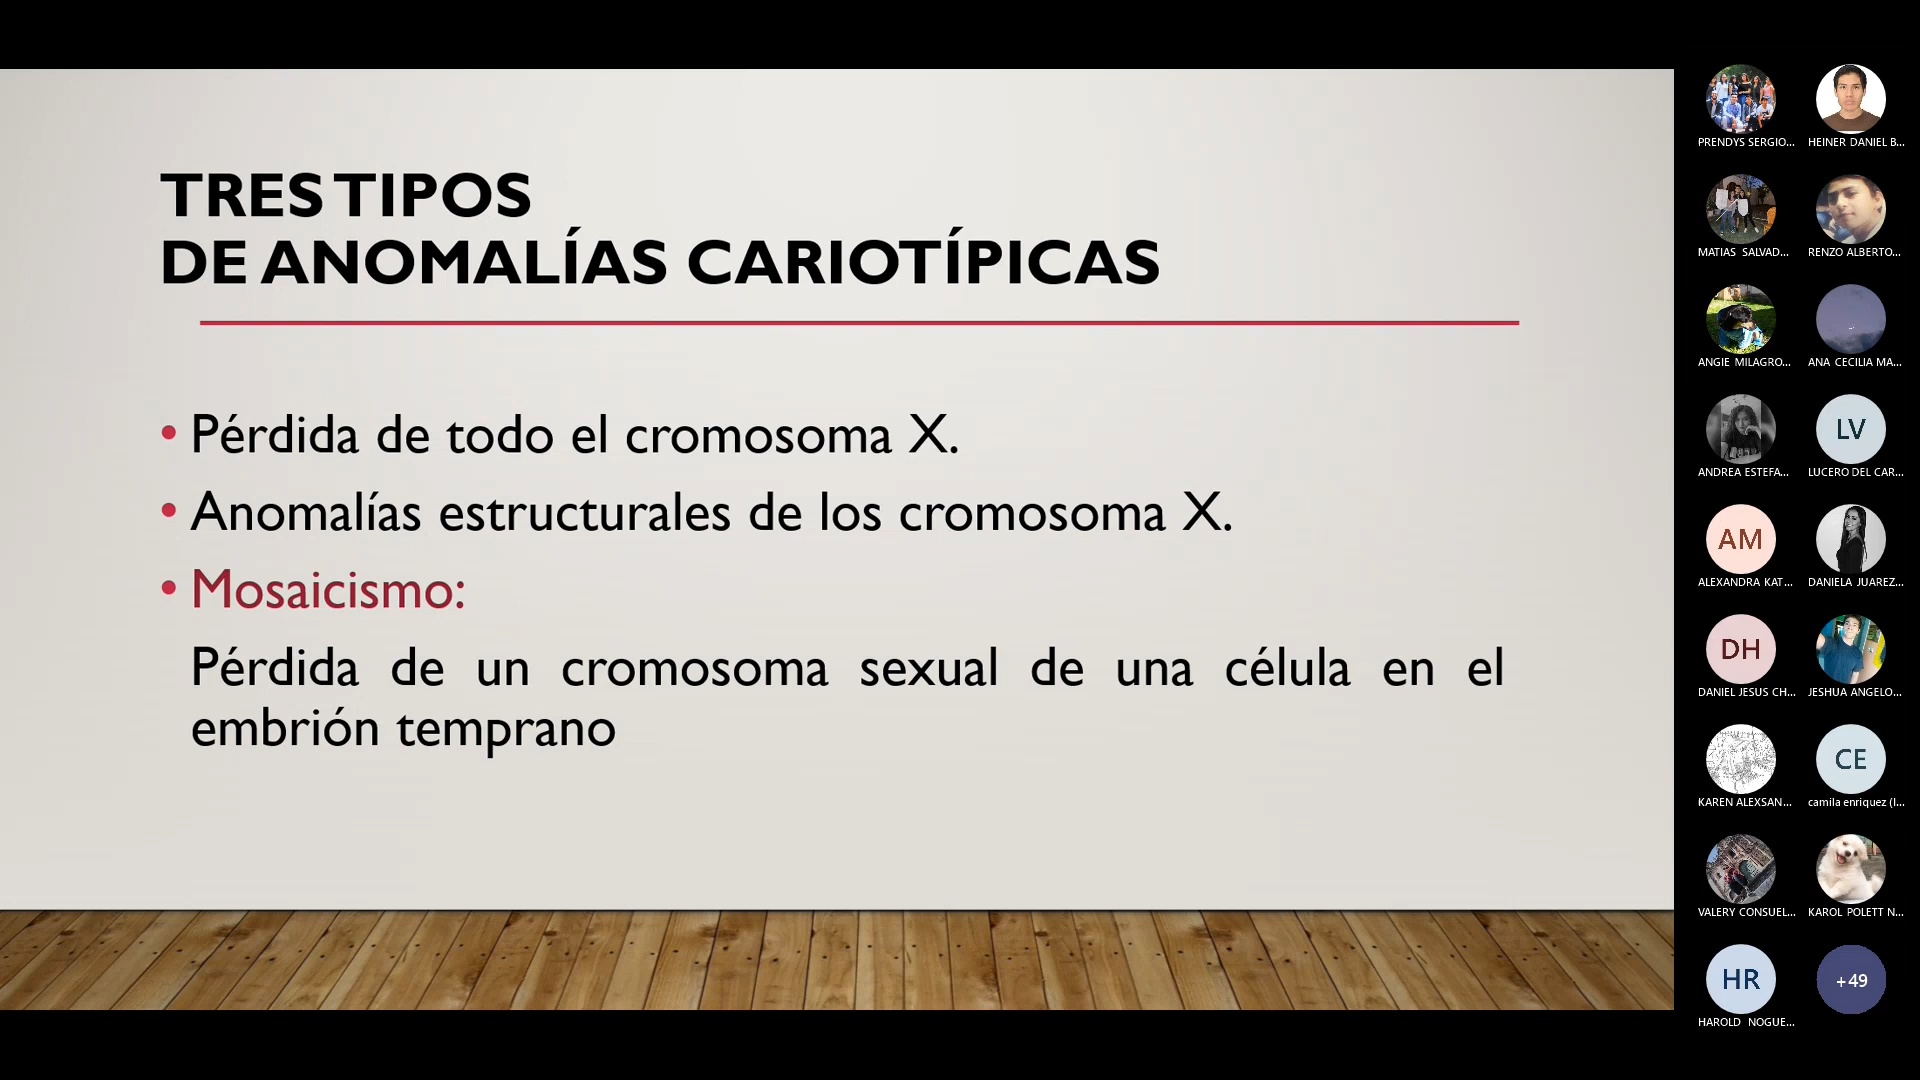 TRES TIPOS
DE ANOMALÍAS CARIOTÍPICAS
• Pérdida de todo el cromosoma X.
• Anomalías estructurales de los cromosoma X.
• Mosaicismo:
Pérdida de un cromosoma sexual de una célula en el
embrión temprano
PRENDYS SERGIO...
HEINER DANIEL B...
MATIAS SALVAD...
RENZO ALBERTO...
ANGIE MILAGRO...
ANA CECILIA MA...
ANDREA ESTEFA...
LV
LUCERO DEL CAR...
AM
ALEXANDRA KAT...
DANIELA JUAREZ...
DH
DANIEL JESUS CH...
JESHUA ANGELO...
KAREN ALEXSAN...
CE
camila enriquez (I...
VALERY CONSUEL...
KAROL POLETT N...
HR
HAROLD NOGUE...
+49